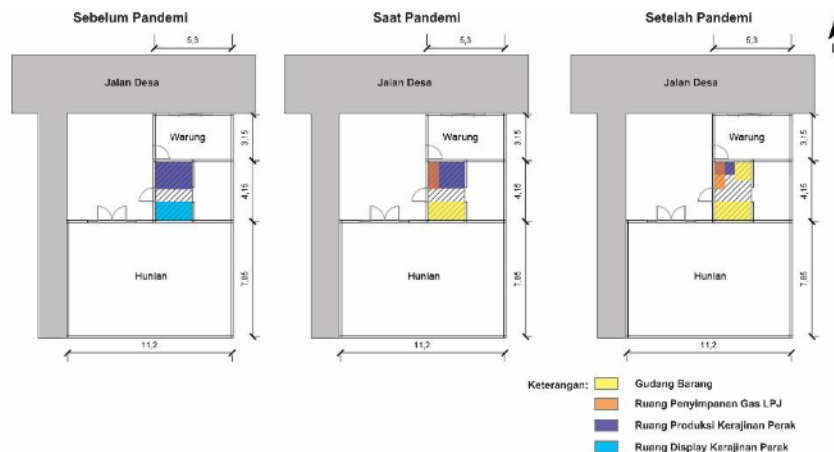 Sebelum Pandemi
5,3
Jalan Desa
Warung
3,15
4,15
Hunian
7,85
11,2
Saat Pandemi
5,3
Jalan Desa
Warung
3,15
4,15
Hunian
7,85
11,2
Setelah Pandemi
5,3
Jalan Desa
Warung
3,15
4,15
Hunian
7,85
11,2
Keterangan:
Gudang Barang
Ruang Penyimpanan Gas LPJ
Ruang Produksi Kerajinan Perak
Ruang Display Kerajinan Perak